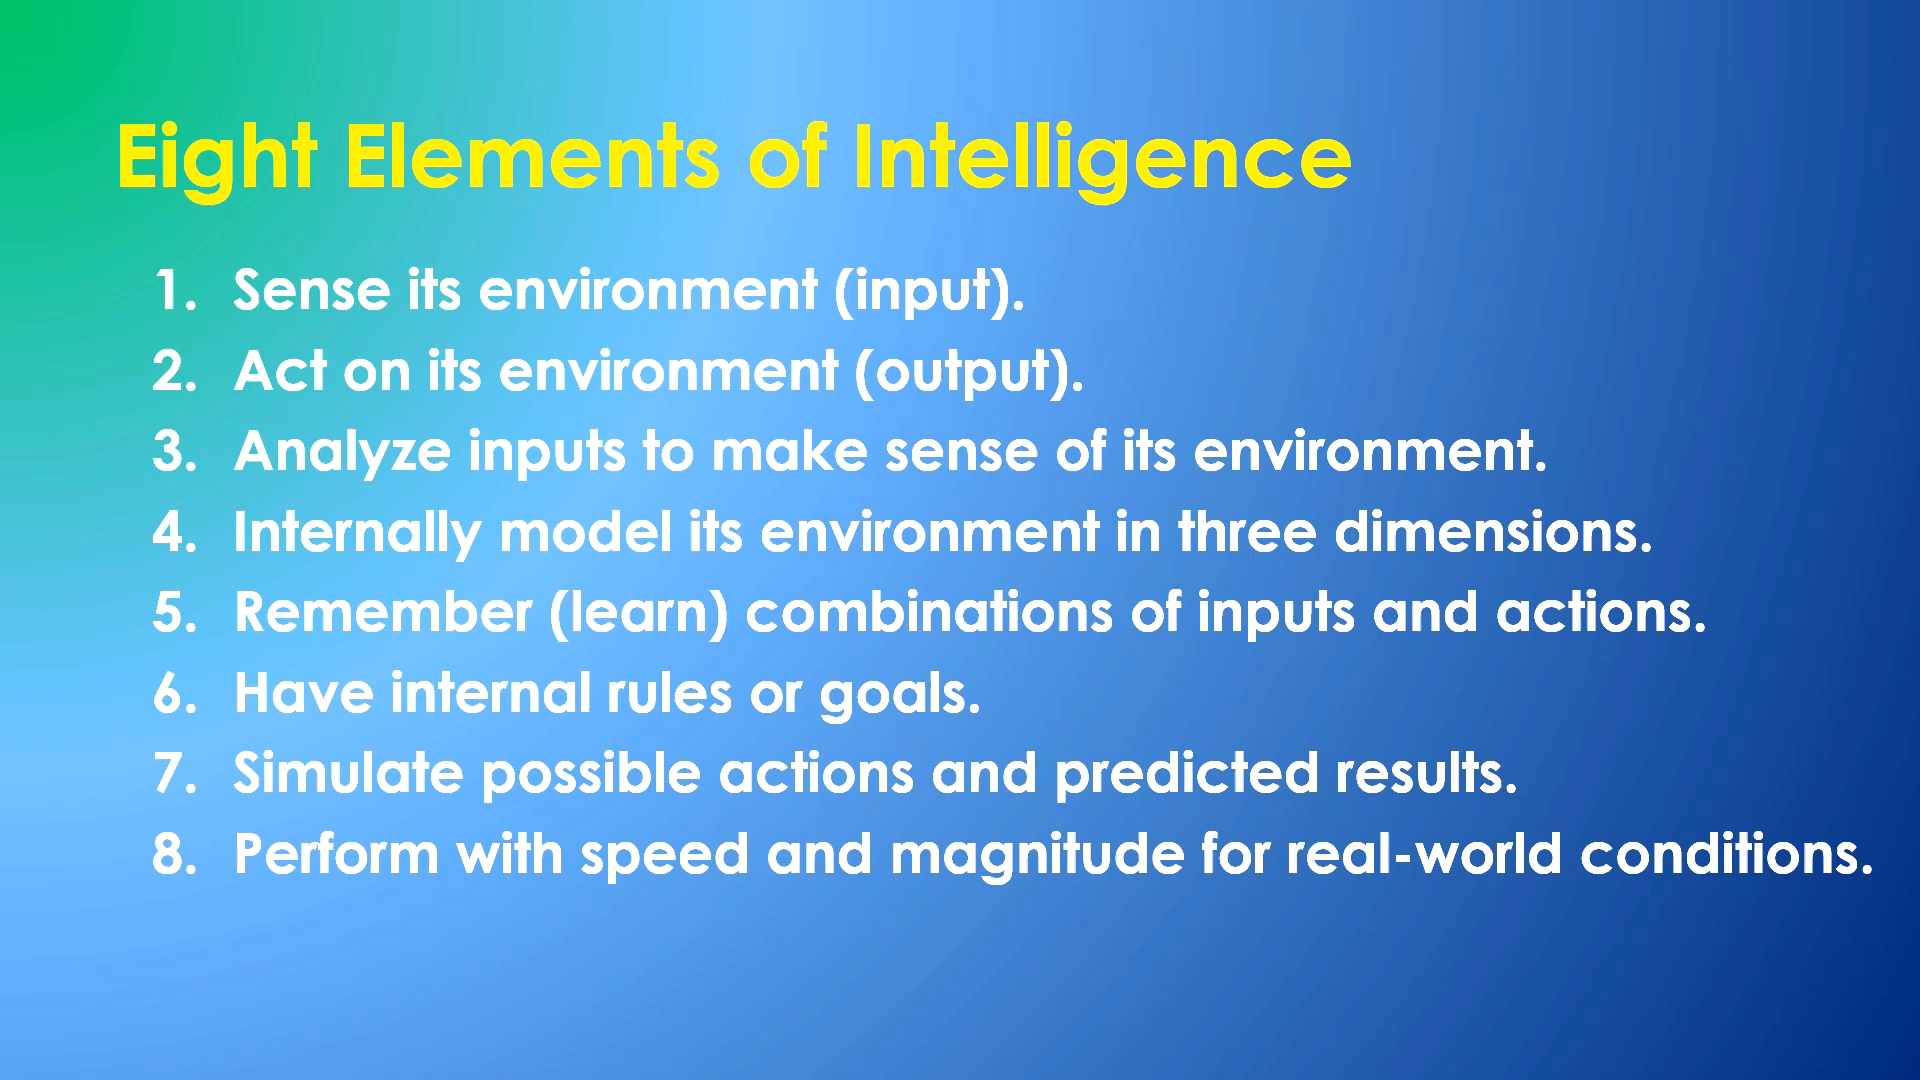 Eight Elements of Intelligence
1. Sense its environment (input).
2. Act on its environment (output).
3. Analyze inputs to make sense of its environment.
4. Internally model its environment in three dimensions.
5. Remember (learn) combinations of inputs and actions.
6. Have internal rules or goals.
7. Simulate possible actions and predicted results.
8. Perform with speed and magnitude for real-world conditions.